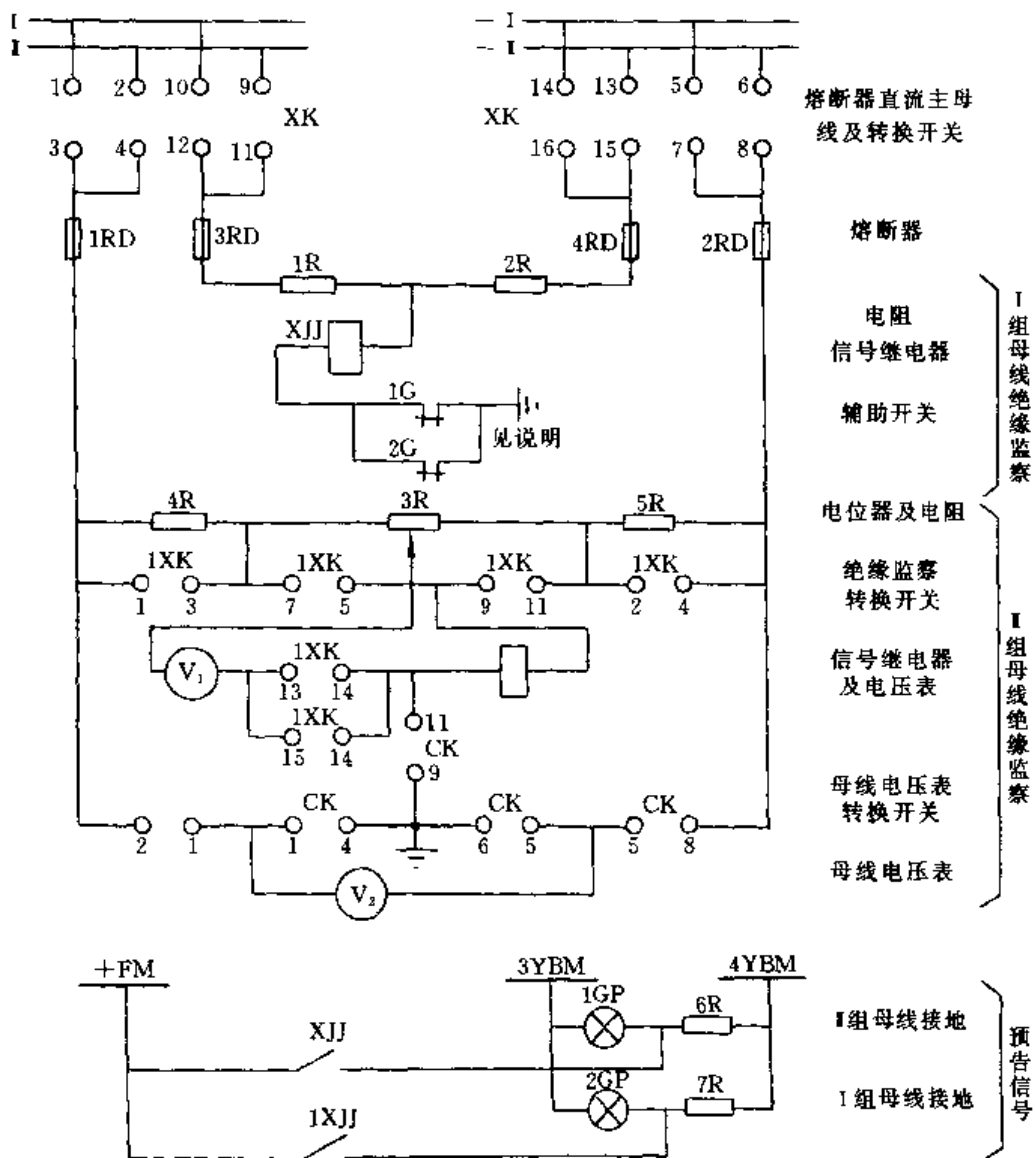 I — I
II — II
1 2 10 9 14 13 5 6
XK XK
熔断器直流主母
线及转换开关
3 4 12 11 16 15 7 8
1RD 3RD 4RD 2RD
熔断器
1R 2R
电阻
XJJ
信号继电器
1G
辅助开关
见说明
2G
I组母线绝缘监察
4R 3R 5R
电位器及电阻
1XK 1XK 1XK 1XK
绝缘监察
转换开关
1 3 7 5 9 11 2 4
V₁
1XK
13 14
信号继电器
及电压表
1XK
15 14
11
CK
9
II组母线绝缘监察
CK CK CK
母线电压表
转换开关
2 1 1 4 6 5 5 8
V₂
母线电压表
+FM 3YBM 4YBM
1GP 6R
II组母线接地
XJJ
2GP 7R
I组母线接地
1XJJ
预告信号